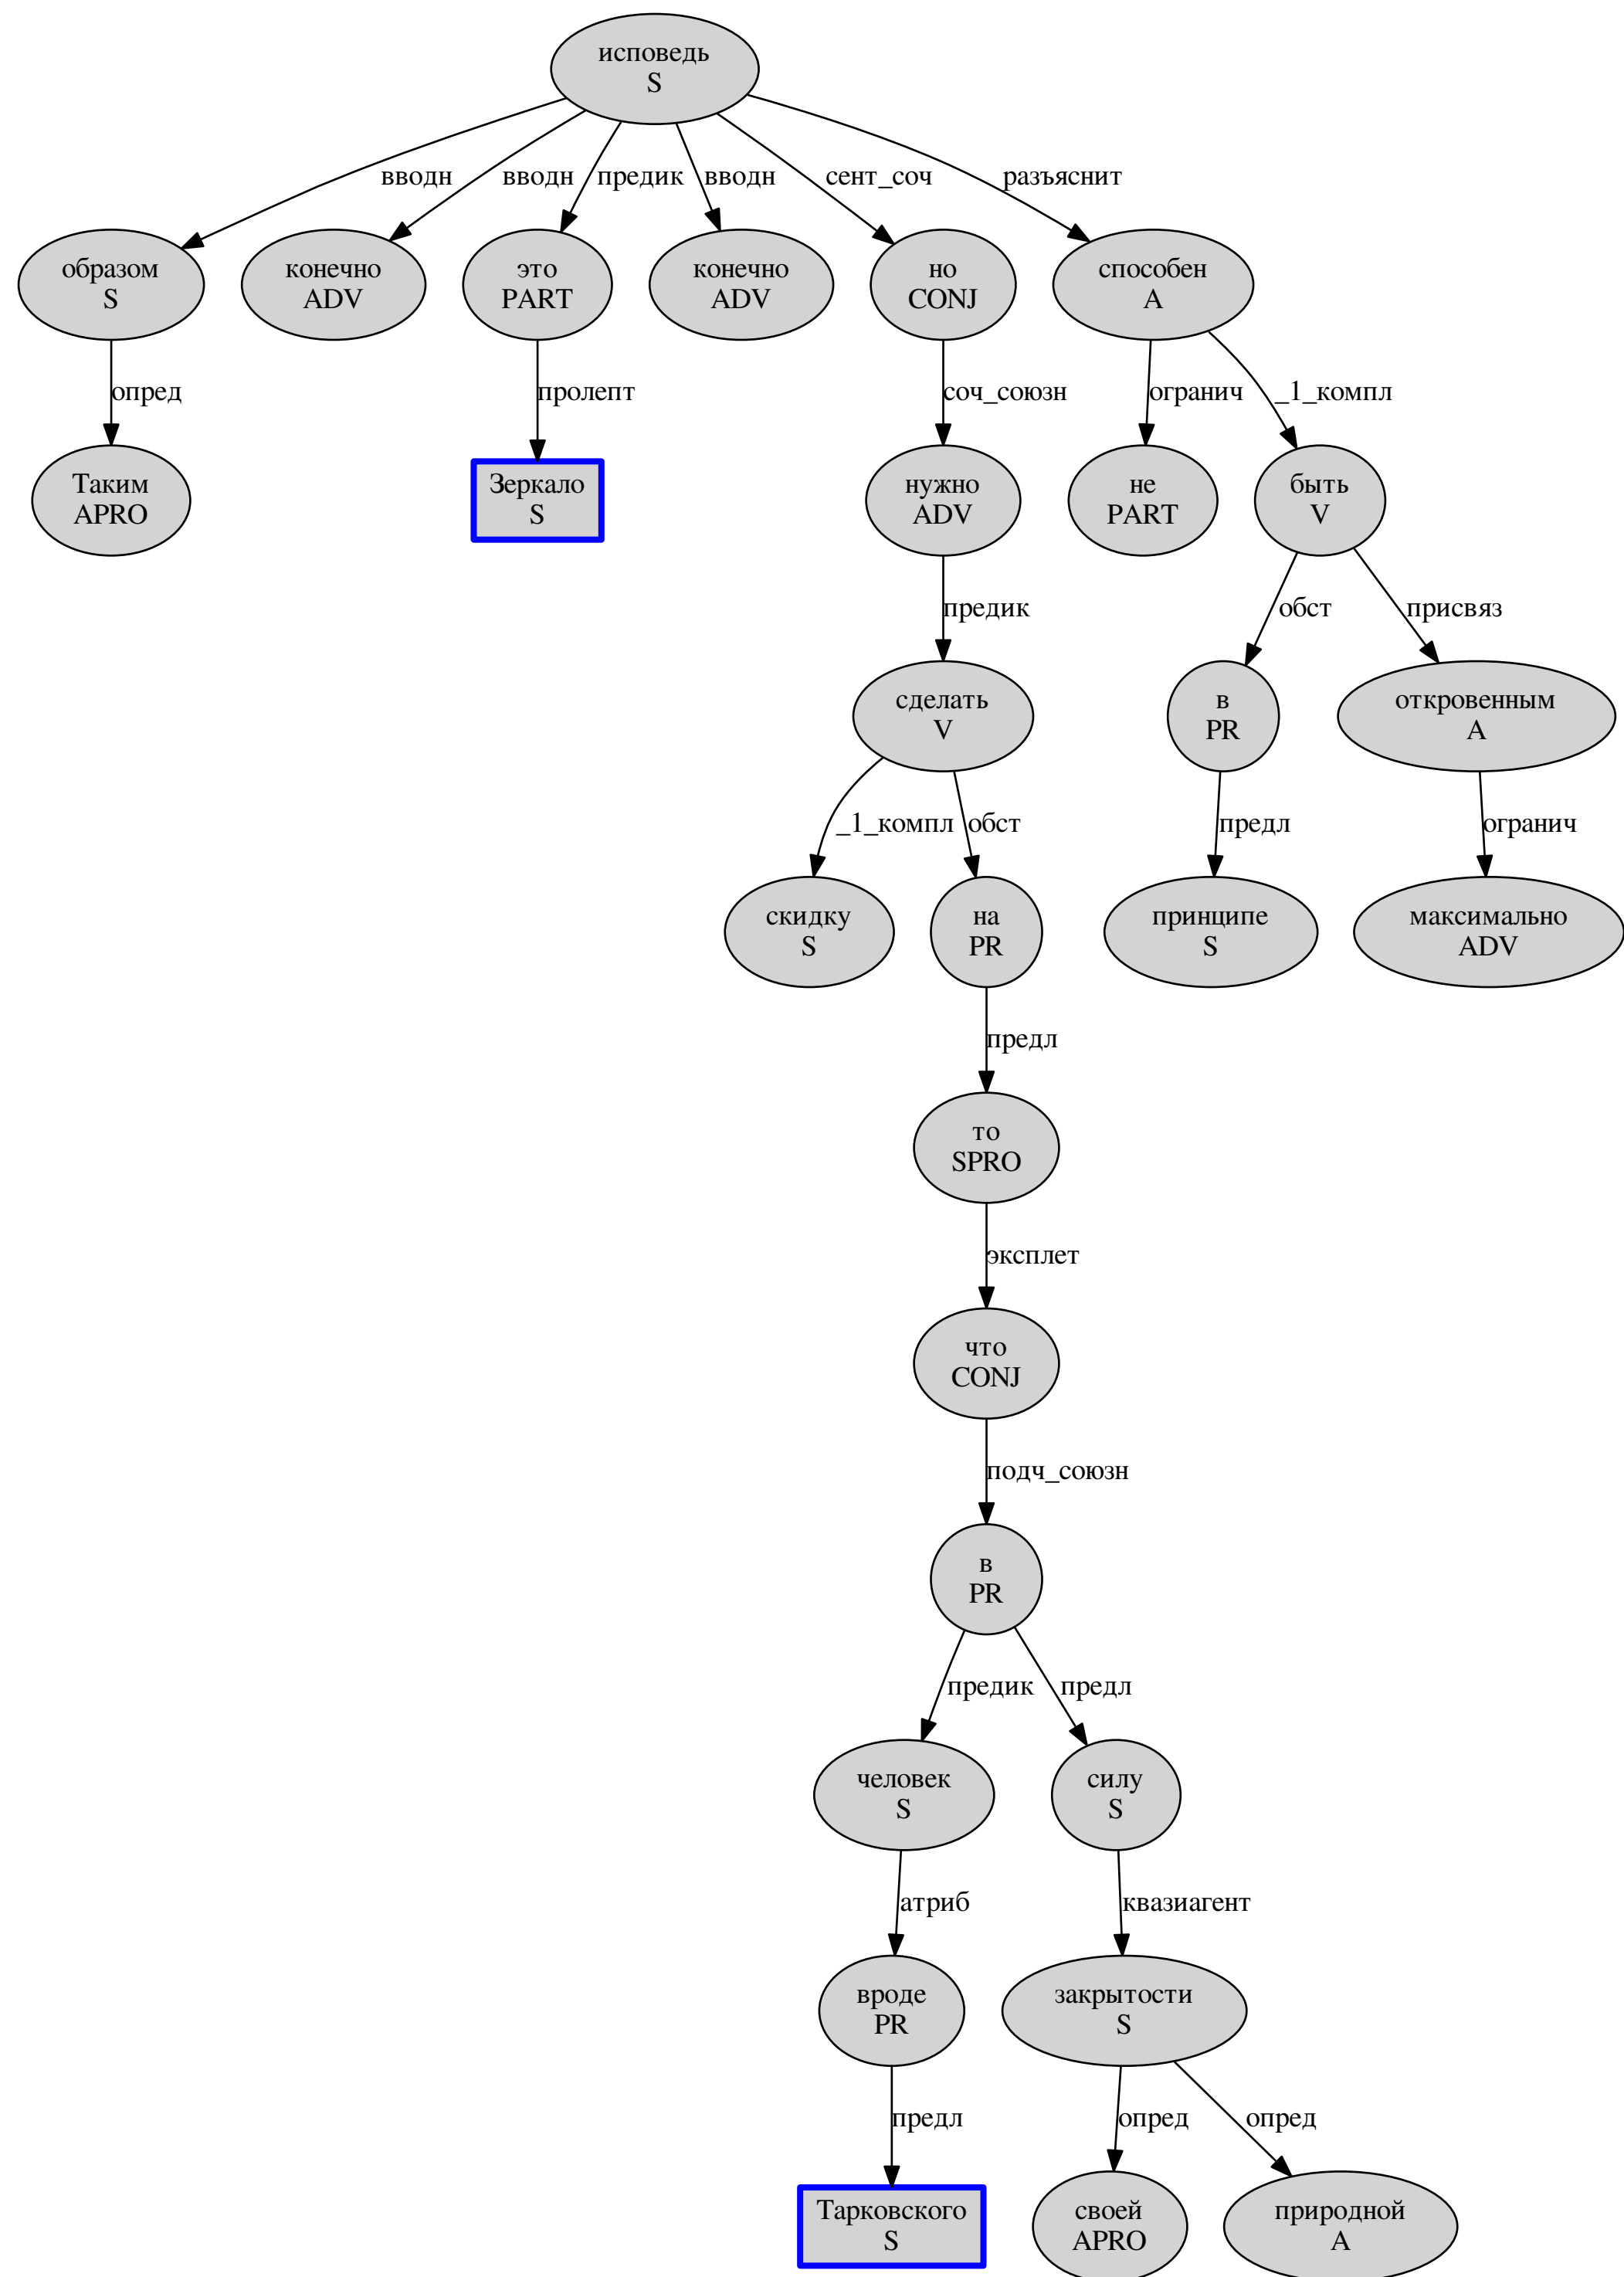 исповедь
S
вводн
вводн
предик
вводн
сент_соч
разъяснит
образом
S
конечно
ADV
это
PART
конечно
ADV
но
CONJ
способен
A
опред
пролепт
соч_союзн
огранич
_1_компл
Таким
APRO
Зеркало
S
нужно
ADV
не
PART
быть
V
предик
обст
присвяз
сделать
V
в
PR
откровенным
A
_1_компл
обст
предл
огранич
скидку
S
на
PR
принципе
S
максимально
ADV
предл
то
SPRO
эксплет
что
CONJ
подч_союзн
в
PR
предик
предл
человек
S
силу
S
атриб
квазиагент
вроде
PR
закрытости
S
предл
опред
опред
Тарковского
S
своей
APRO
природной
A